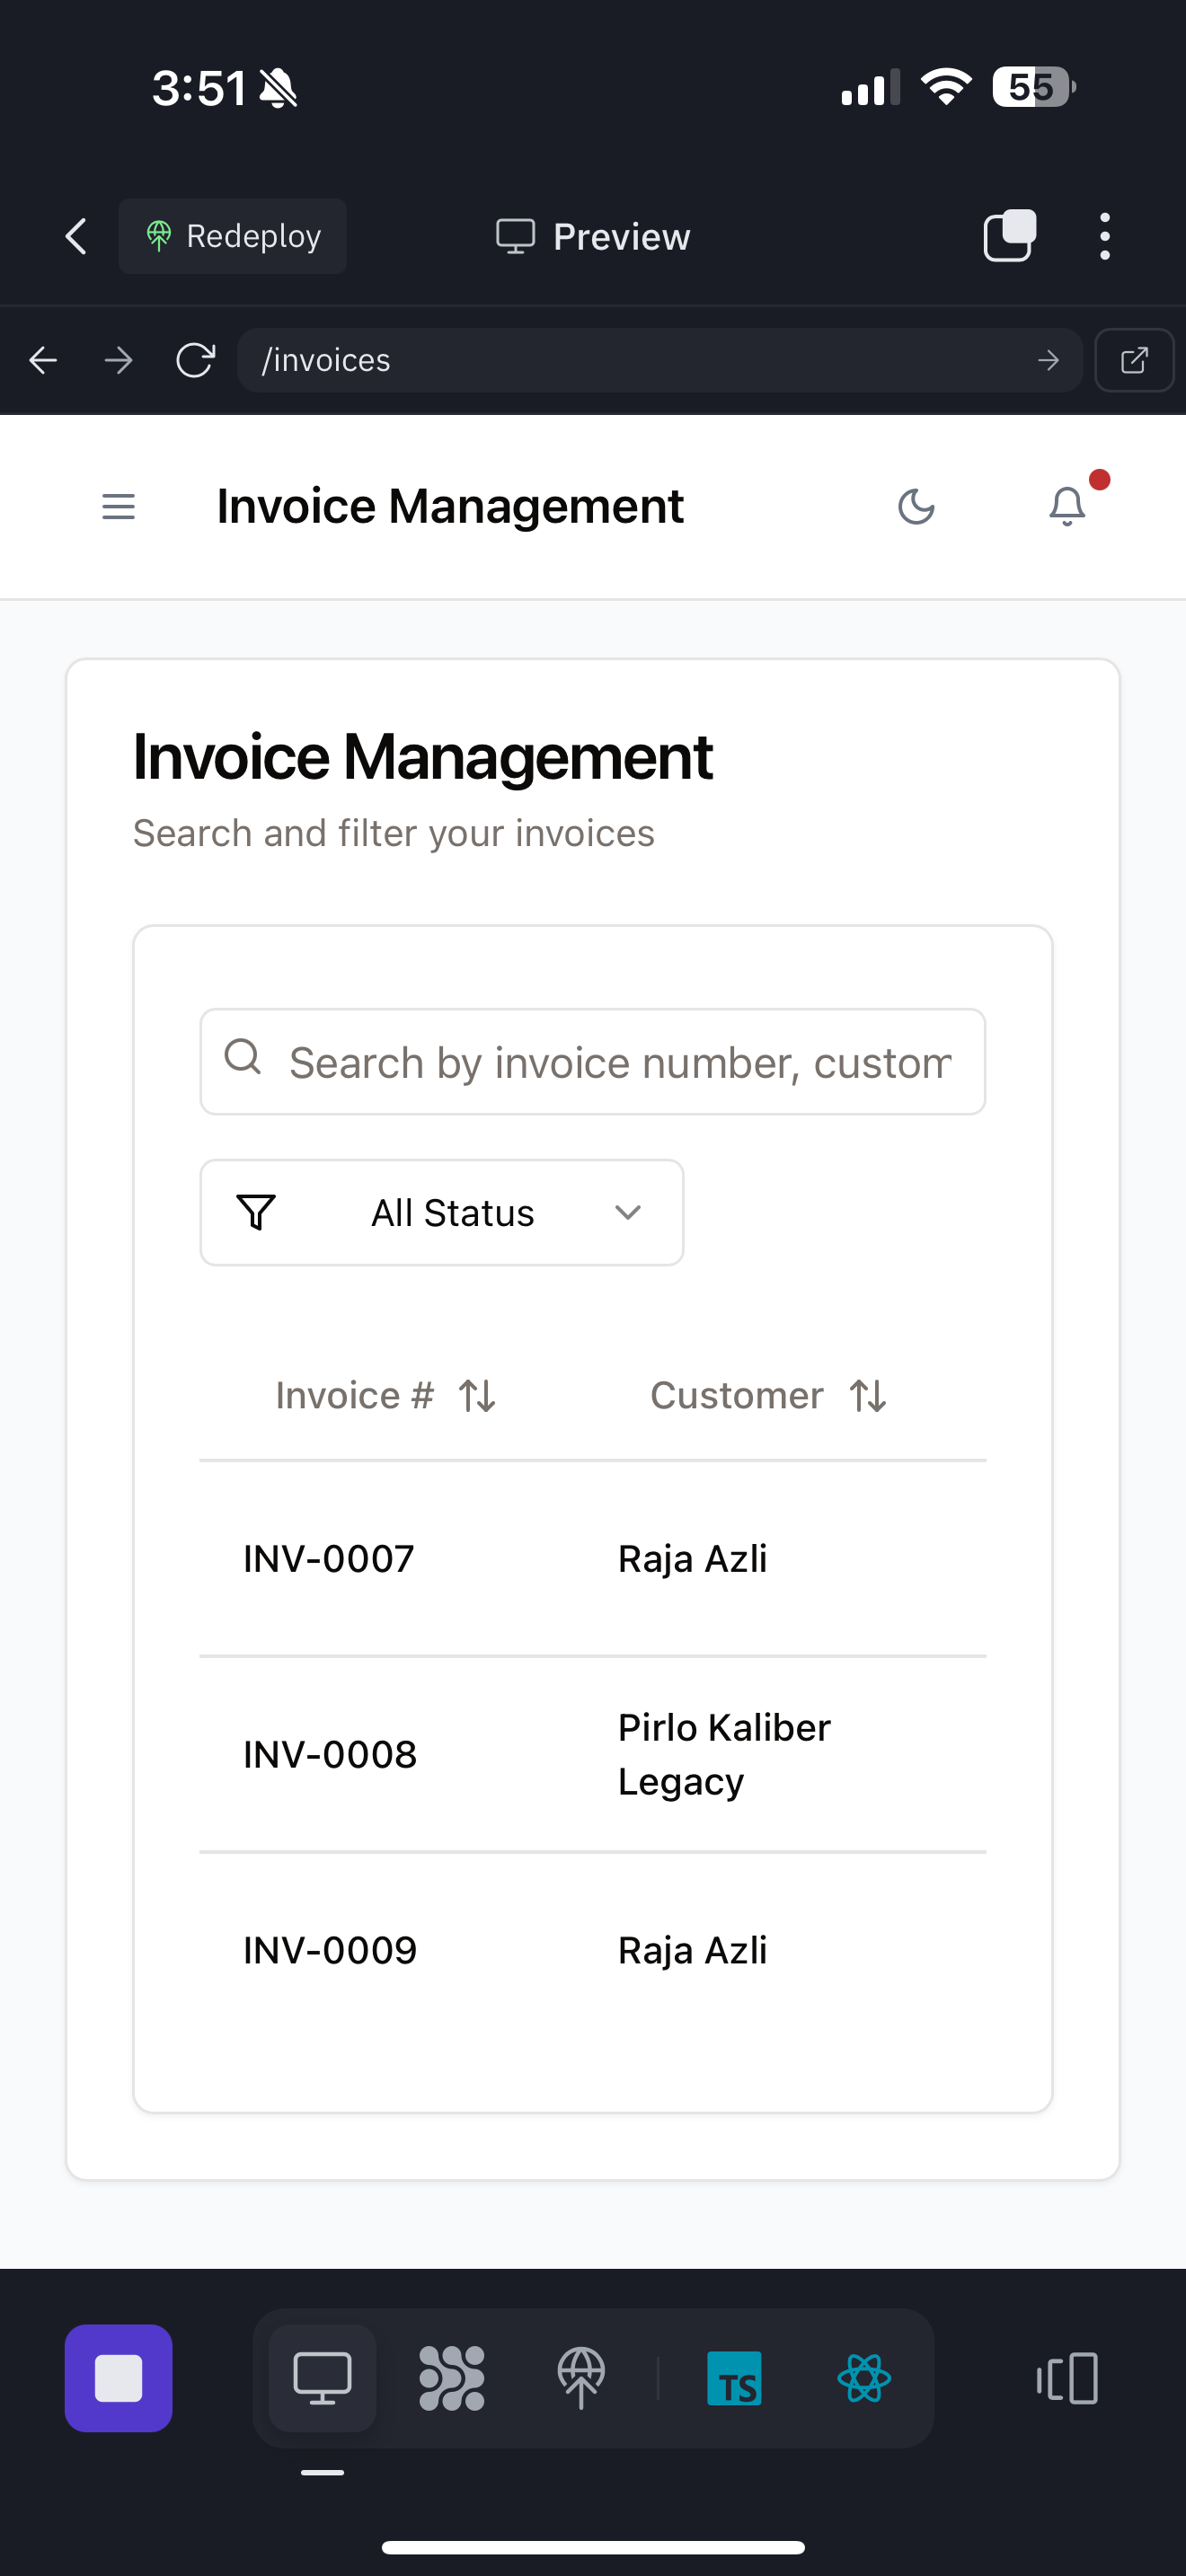 3:51
55
Redeploy
Preview
/invoices
Invoice Management
Invoice Management
Search and filter your invoices
Search by invoice number, custom
All Status
Invoice #
Customer
INV-0007
Raja Azli
INV-0008
Pirlo Kaliber
Legacy
INV-0009
Raja Azli
TS